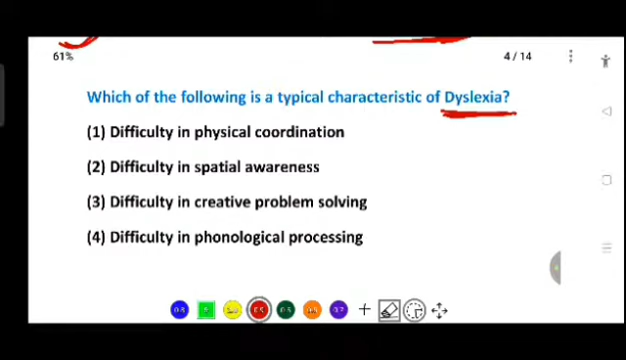 61%
4 / 14
Which of the following is a typical characteristic of Dyslexia?
(1) Difficulty in physical coordination
(2) Difficulty in spatial awareness
(3) Difficulty in creative problem solving
(4) Difficulty in phonological processing